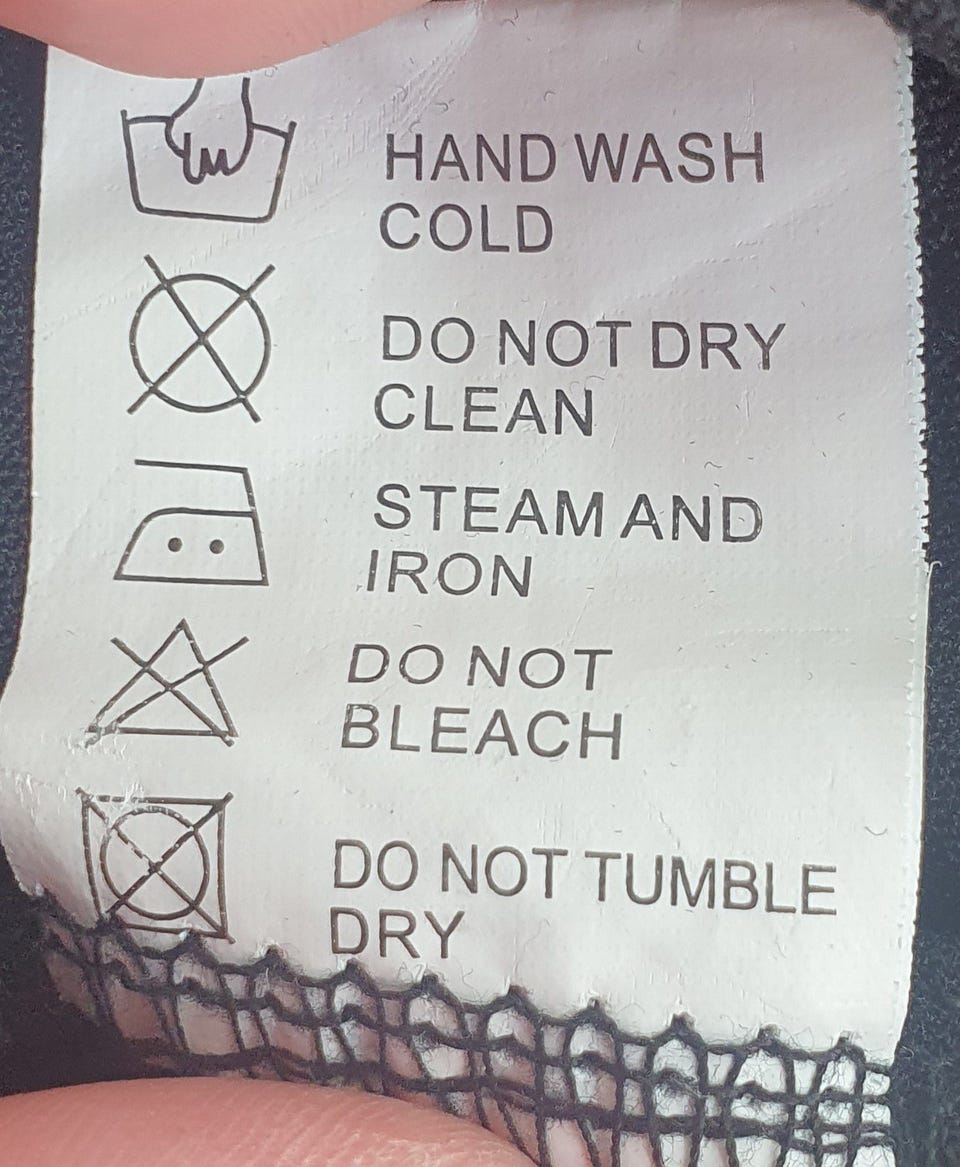 HAND WASH
COLD
DO NOT DRY
CLEAN
STEAM AND
IRON
DO NOT
BLEACH
DO NOT TUMBLE
DRY